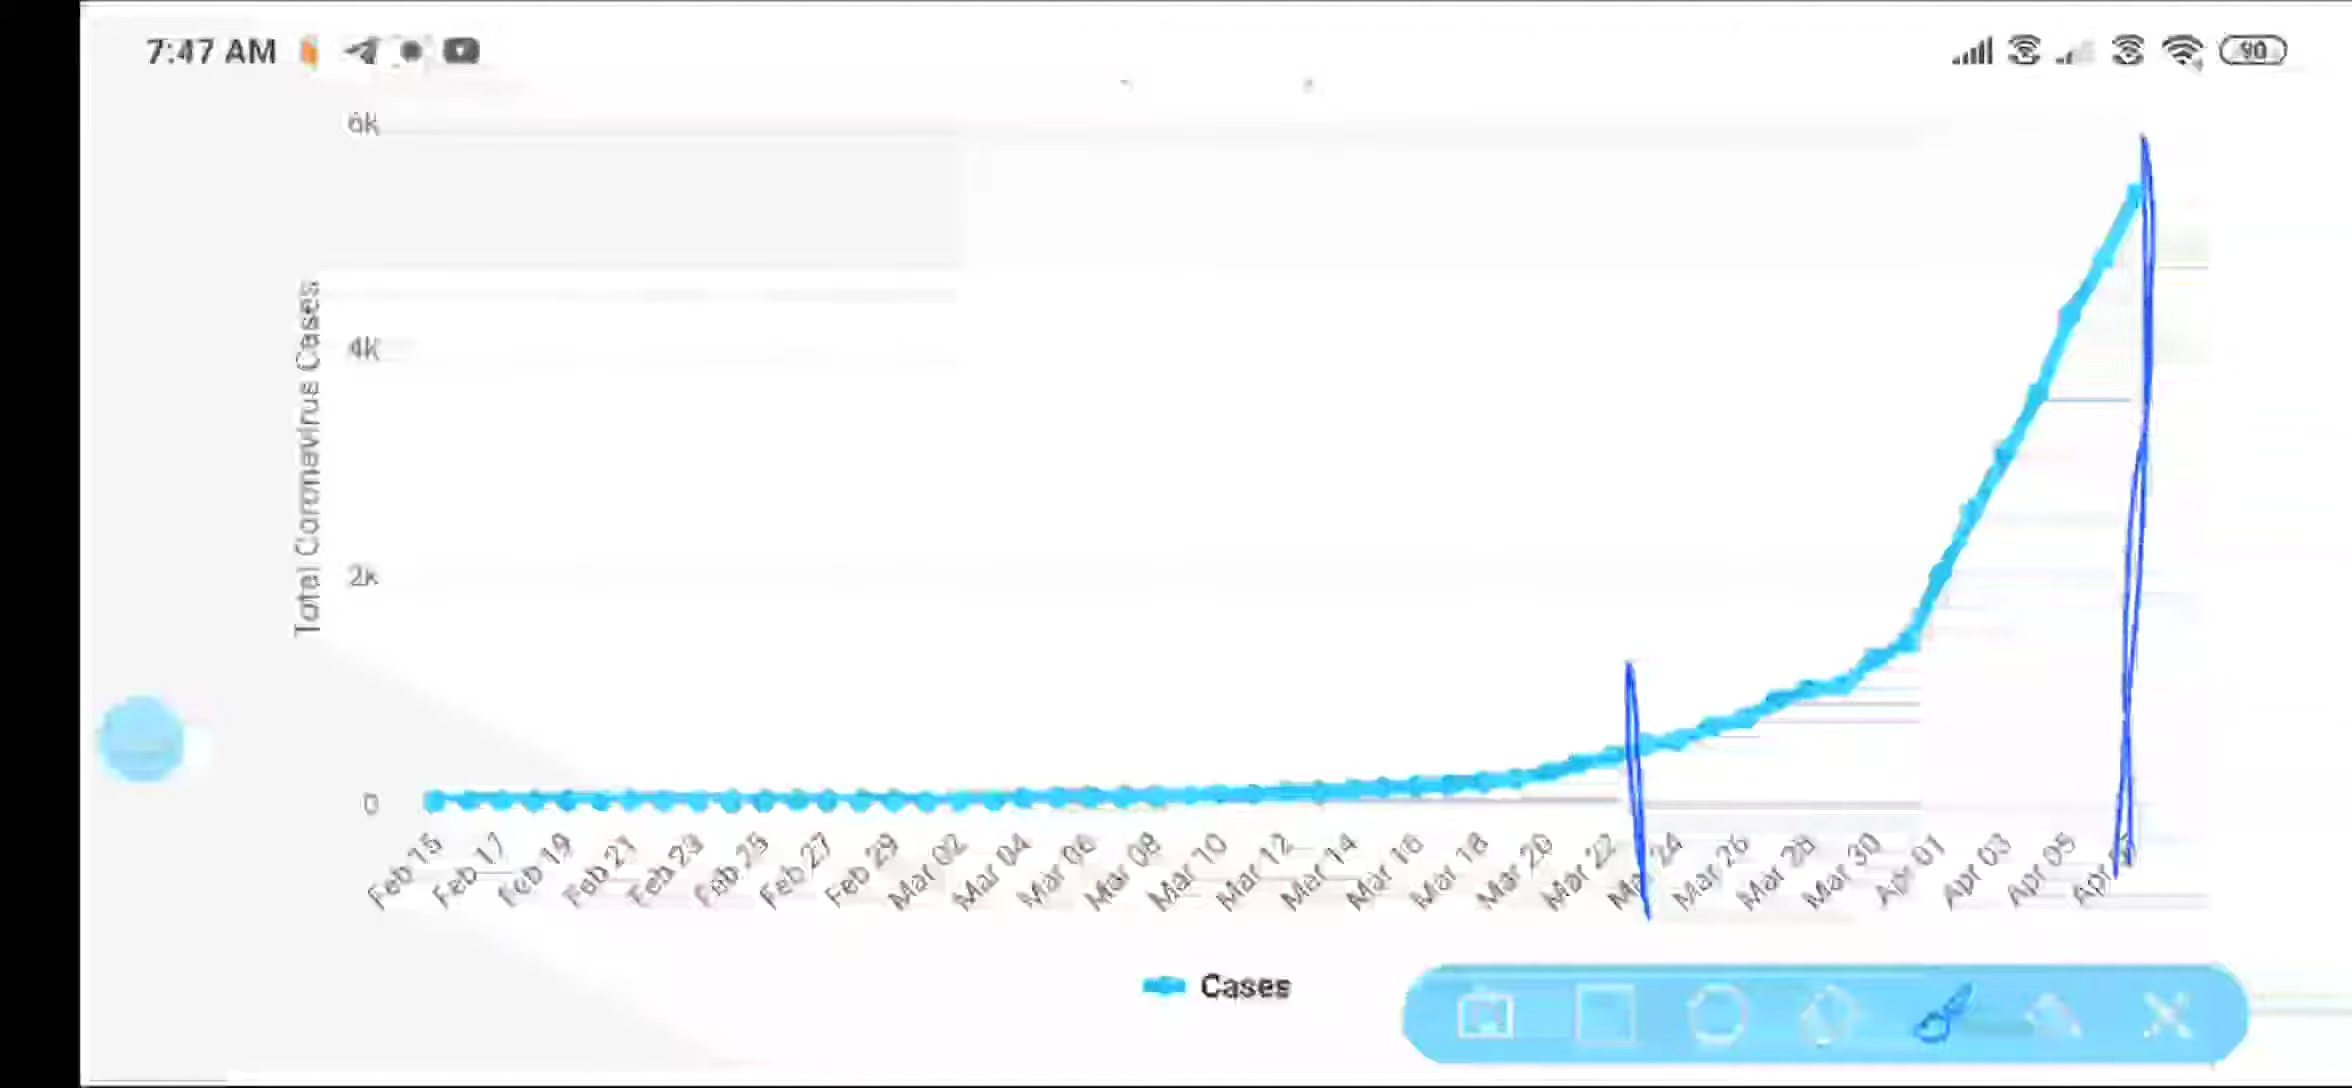 7:47 AM
90
6k
4k
2k
0
Total Coronavirus Cases
Feb 15
Feb 17
Feb 19
Feb 21
Feb 23
Feb 25
Feb 27
Feb 29
Mar 02
Mar 04
Mar 06
Mar 08
Mar 10
Mar 12
Mar 14
Mar 16
Mar 18
Mar 20
Mar 22
Mar 24
Mar 26
Mar 28
Mar 30
Apr 01
Apr 03
Apr 05
Apr
Cases